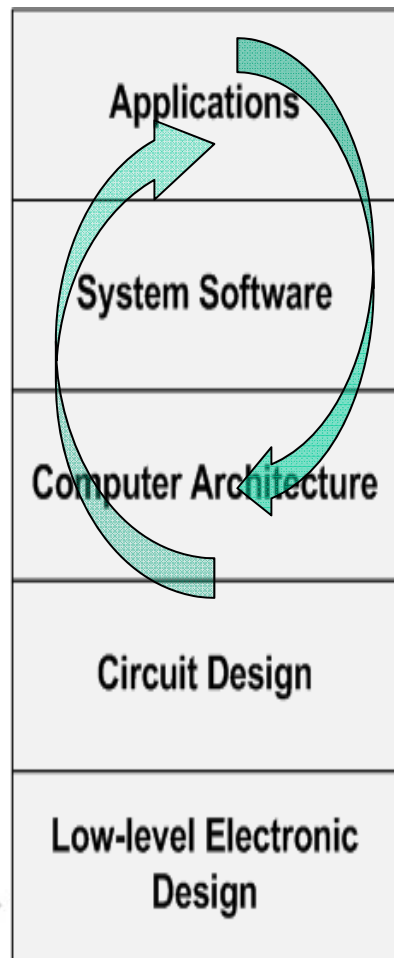 Applications
System Software
Computer Architecture
Circuit Design
Low-level Electronic
Design